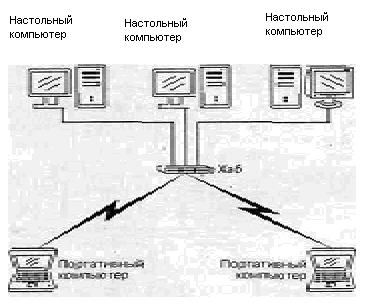 Настольный
компьютер
Настольный
компьютер
Настольный
компьютер
Хаб
Портативный
компьютер
Портативный
компьютер